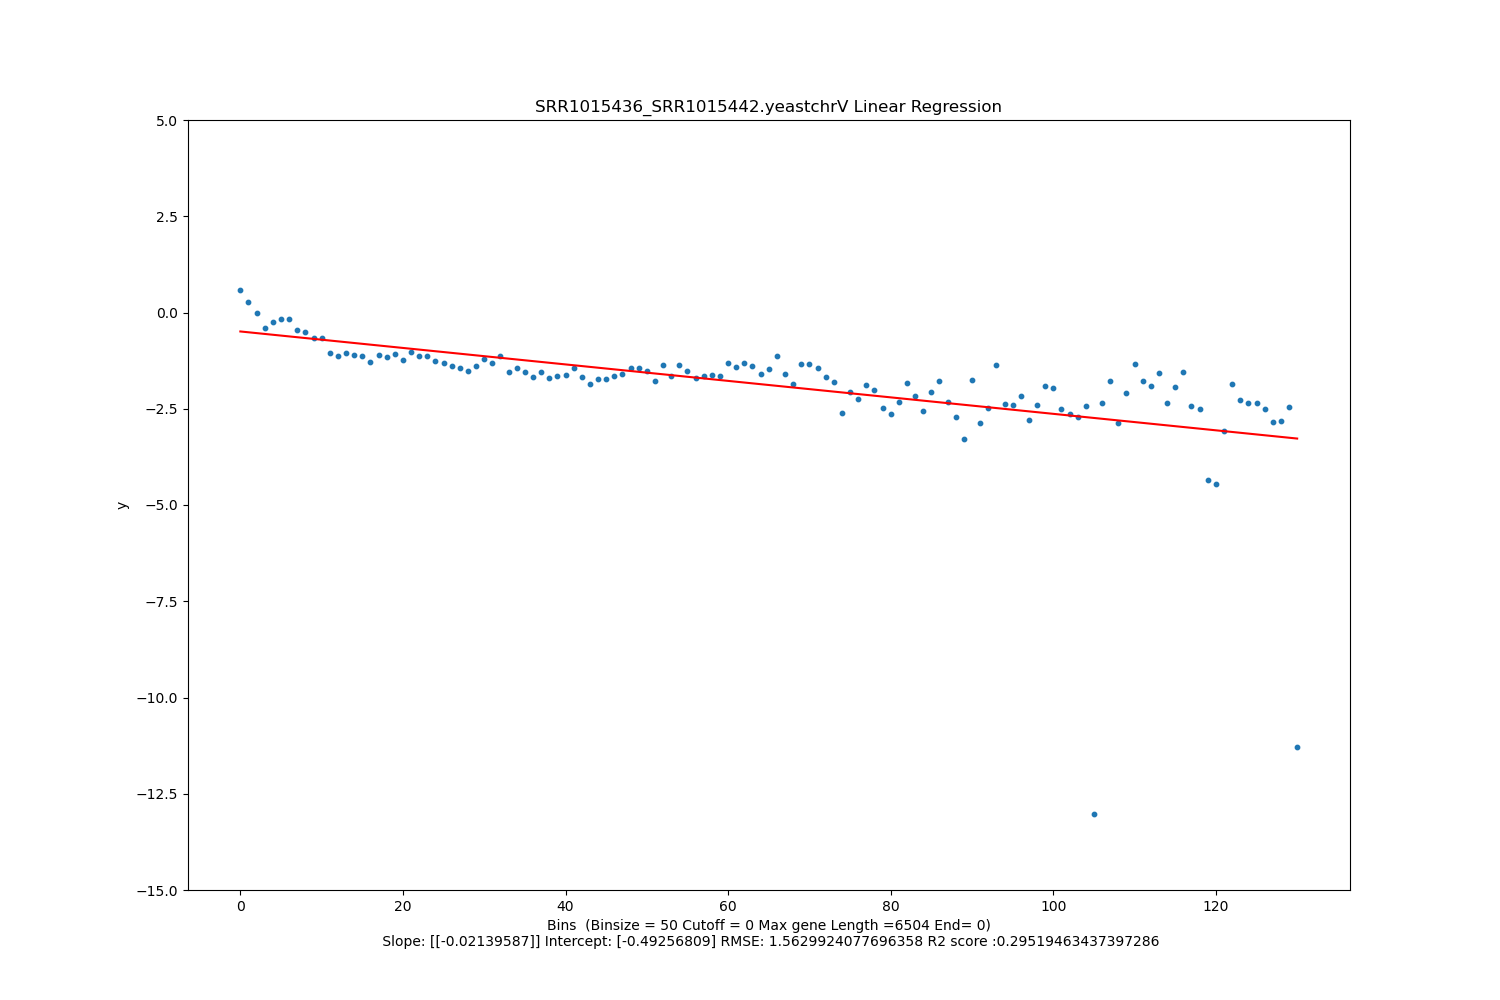 SRR1015436_SRR1015442.yeastchrV Linear Regression
5.0
2.5
0.0
−2.5
−5.0
−7.5
−10.0
−12.5
−15.0
y
0 20 40 60 80 100 120
Bins  (Binsize = 50 Cutoff = 0 Max gene Length =6504 End= 0)
Slope: [[-0.02139587]] Intercept: [-0.49256809] RMSE: 1.5629924077696358 R2 score :0.29519463437397286